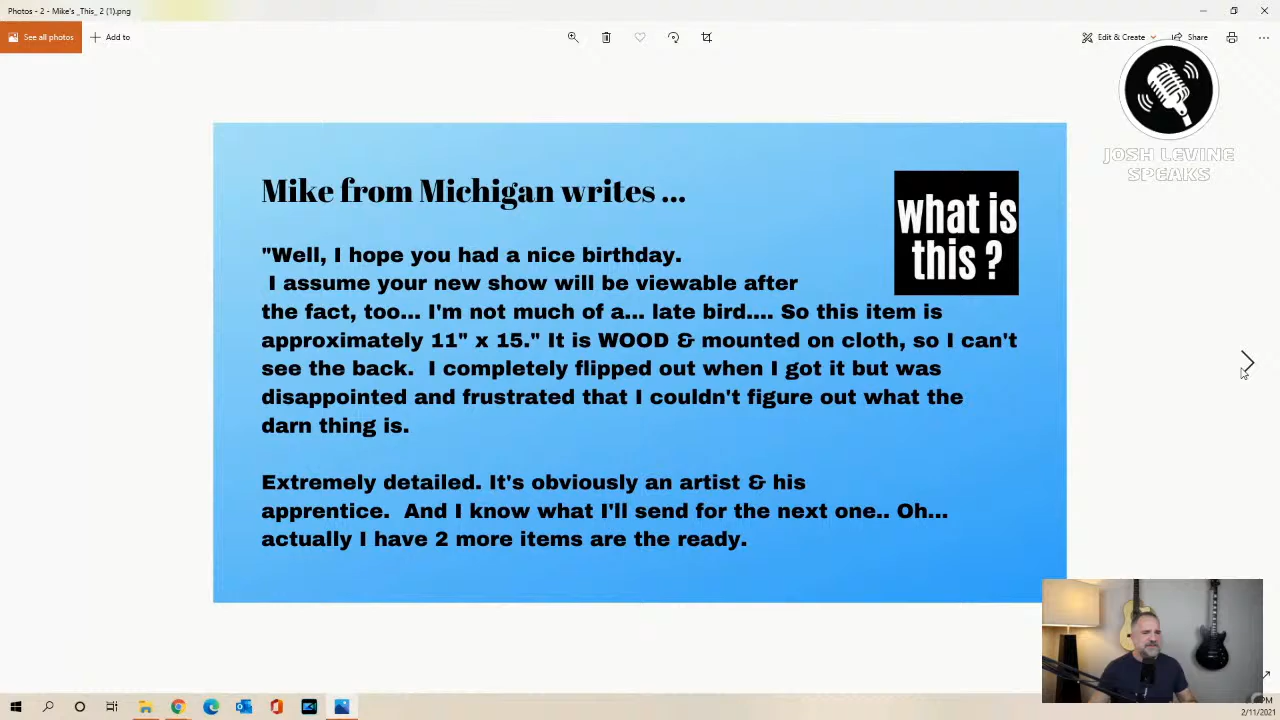 Photos - 2 - Mike's _This_ 2 (1).png
See all photos
Add to
Edit & Create
Share
JOSH LEVINE
SPEAKS
Mike from Michigan writes ...
what is
this ?
"Well, I hope you had a nice birthday.
I assume your new show will be viewable after
the fact, too... I'm not much of a... late bird.... So this item is
approximately 11" x 15." It is WOOD & mounted on cloth, so I can't
see the back.  I completely flipped out when I got it but was
disappointed and frustrated that I couldn't figure out what the
darn thing is.
Extremely detailed. It's obviously an artist & his
apprentice.  And I know what I'll send for the next one.. Oh...
actually I have 2 more items are the ready.
2/11/2021